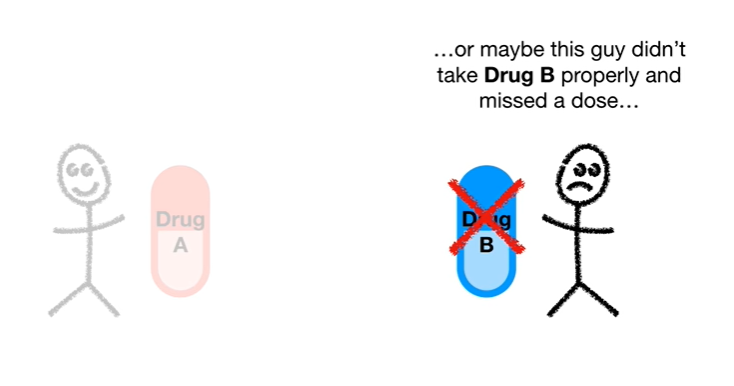 …or maybe this guy didn't
take Drug B properly and
missed a dose…
Drug
A
Drug
B